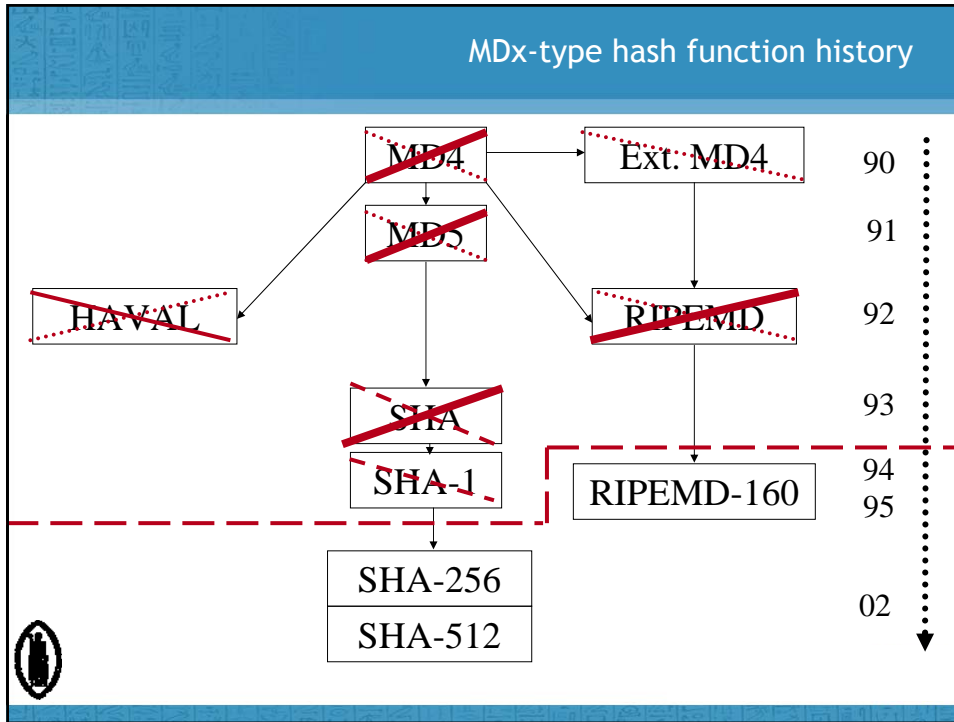 MDx-type hash function history
MD4
Ext. MD4
90
MD5
91
HAVAL
RIPEMD
92
SHA
93
SHA-1
RIPEMD-160
94
95
SHA-256
SHA-512
02